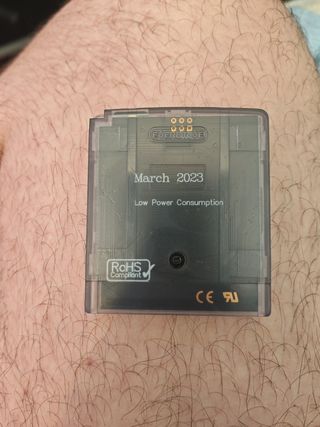 March 2023
Low Power Consumption
RoHS
Compliant
CE